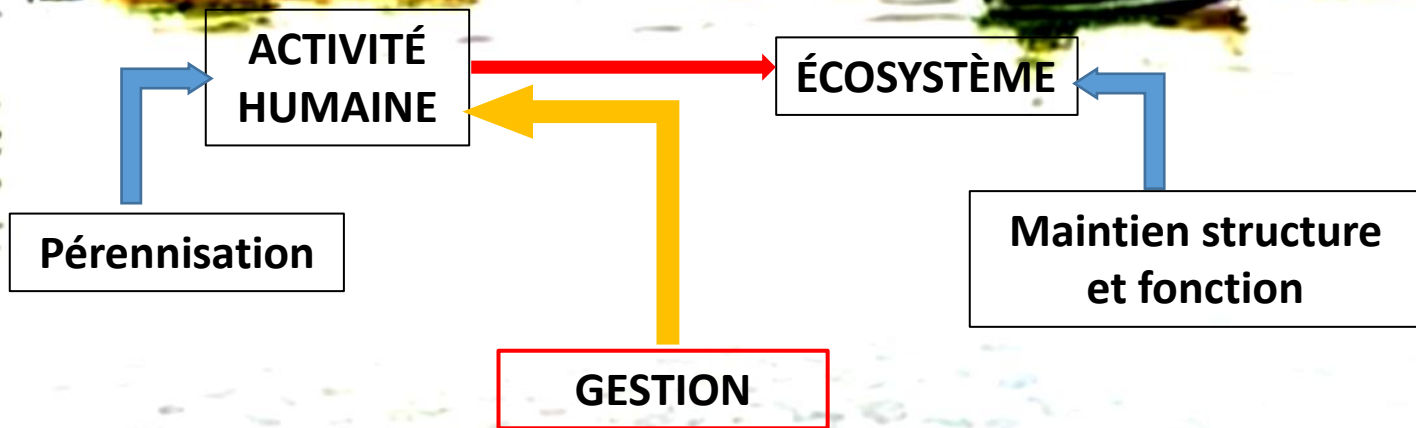 ACTIVITÉ
HUMAINE
ÉCOSYSTÈME
Pérennisation
Maintien structure
et fonction
GESTION